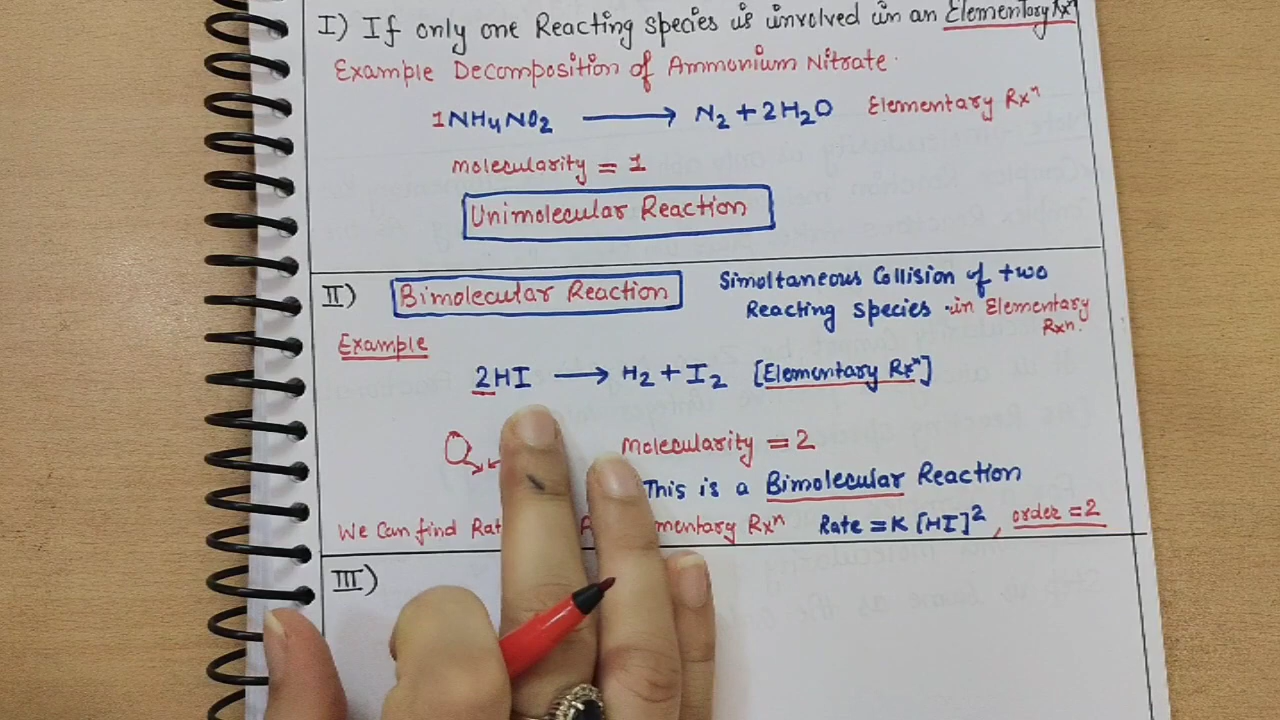 I) If only one Reacting species is involved in an Elementary Rxⁿ
Example Decomposition of Ammonium Nitrate.
1NH₄NO₂ ⟶ N₂ + 2H₂O Elementary Rxⁿ
molecularity = 1
Unimolecular Reaction
II) Bimolecular Reaction Simoltaneous Collision of two
Reacting species in Elementary
Rxⁿ.
Example
2HI ⟶ H₂ + I₂ [Elementary Rxⁿ]
molecularity = 2
This is a Bimolecular Reaction
We Can find Rat mentary Rxⁿ Rate = K [HI]², order = 2
III)